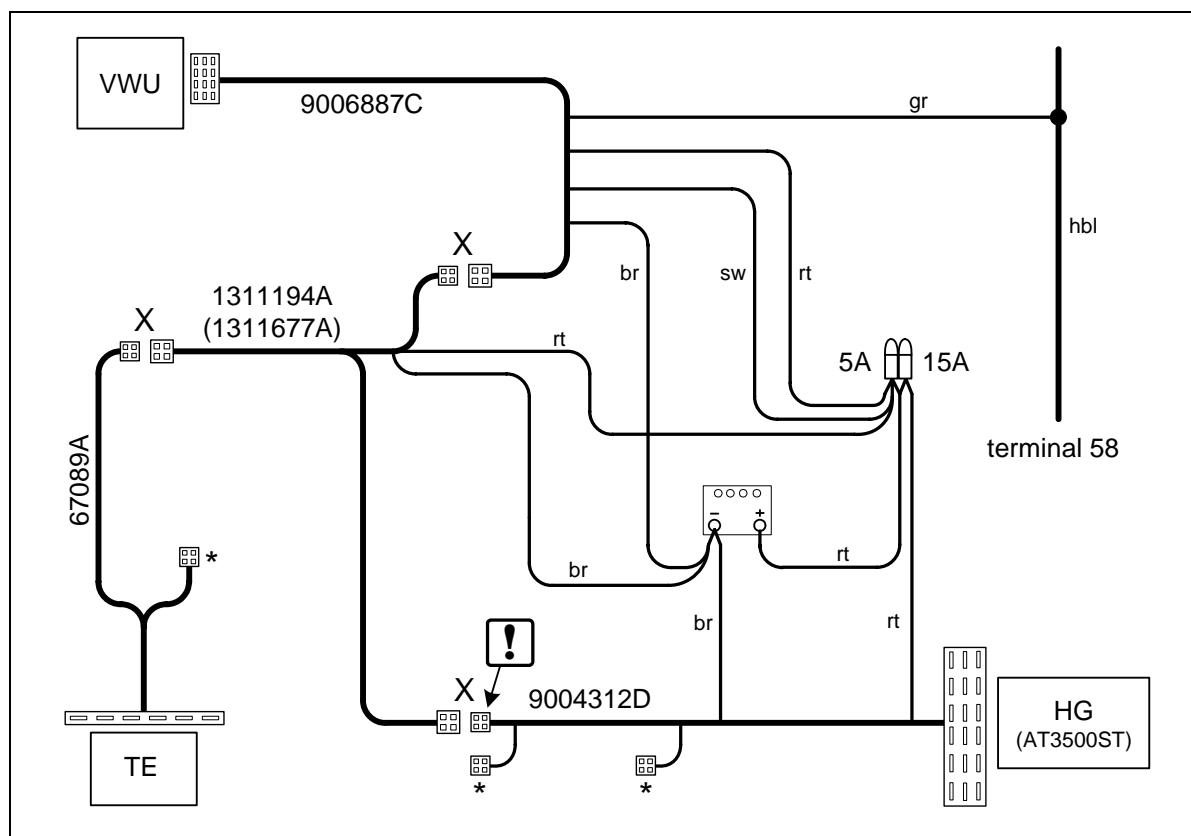 VWU
9006887C
gr
hbl
X
br
sw
rt
1311194A
(1311677A)
X
rt
5A
15A
terminal 58
67089A
- +
*
rt
br
br
rt
!
X
9004312D
HG
(AT3500ST)
TE
*
*